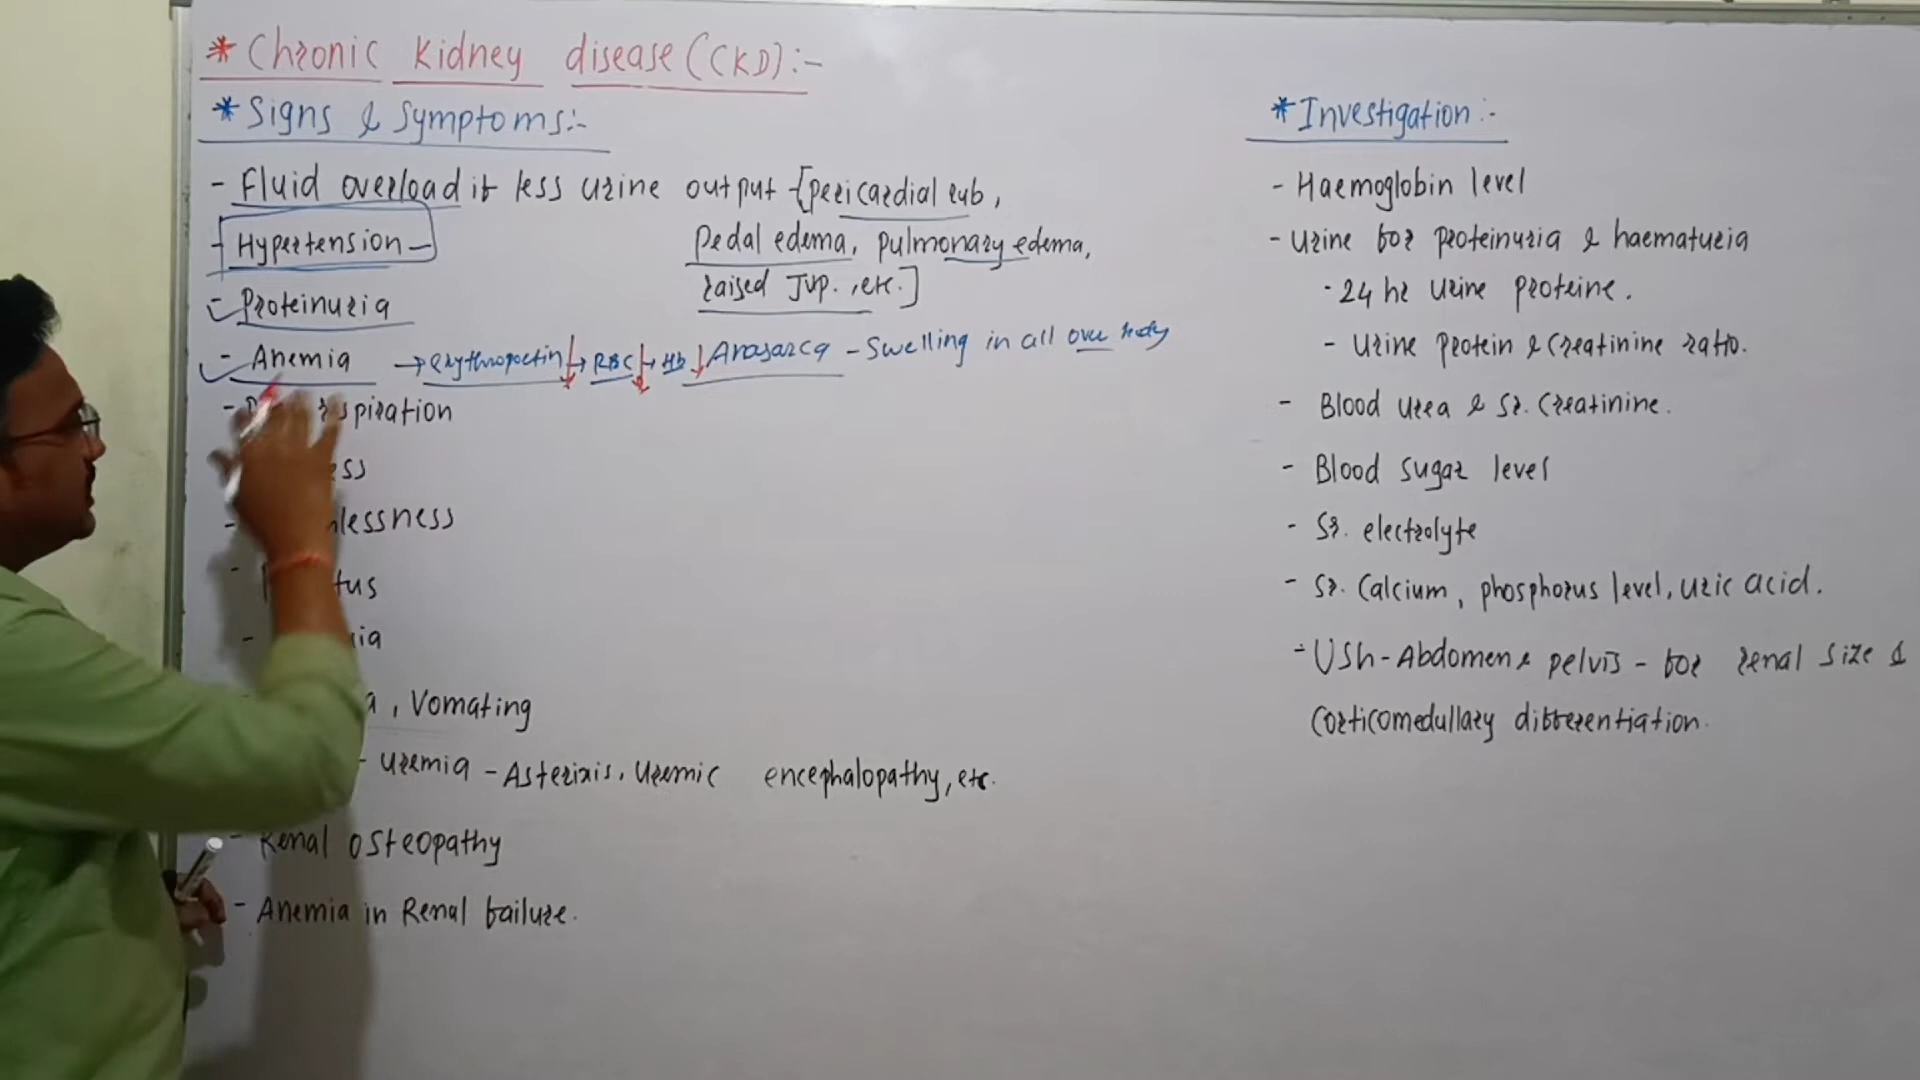 * Chronic Kidney disease (CKD):-
* Signs & Symptoms:-
- Fluid overload if less urine output -[pericardial rub,
Pedal edema, pulmonary edema,
raised Jvp., etc.]
- Hypertension -
- Proteinuria
- Anemia → erythropoetin ↓ → RBC ↓ → Hb ↓ Anasarca - Swelling in all over body
spiration
- lessness
, Vomating
- uremia - Asterixis, Uremic encephalopathy, etc.
- Renal osteopathy
- Anemia in Renal failure.
* Investigation:-
- Haemoglobin level
- urine for proteinuria & haematuria
· 24 hr urine proteine.
- Urine protein & Creatinine ratio.
- Blood urea & Sr. Creatinine.
- Blood sugar level
- Sr. electrolyte
- Sr. Calcium, phosphorus level, uric acid.
- USh - Abdomen & pelvis - for renal size &
Corticomedullary differentiation.